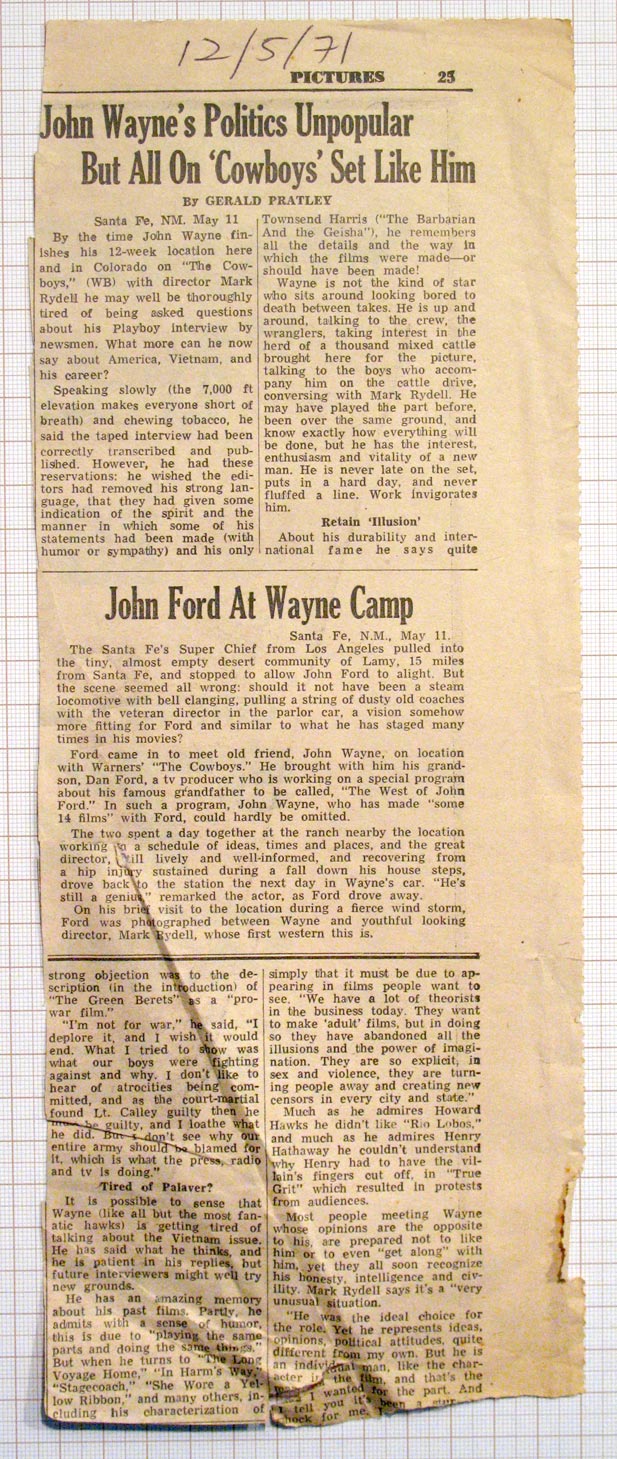 12/5/71
PICTURES 25
John Wayne's Politics Unpopular
But All On 'Cowboys' Set Like Him
By GERALD PRATLEY
Santa Fe, NM. May 11
By the time John Wayne fin-
ishes his 12-week location here
and in Colorado on "The Cow-
boys," (WB) with director Mark
Rydell he may well be thoroughly
tired of being asked questions
about his Playboy interview by
newsmen. What more can he now
say about America, Vietnam, and
his career?
Speaking slowly (the 7,000 ft
elevation makes everyone short of
breath) and chewing tobacco, he
said the taped interview had been
correctly transcribed and pub-
lished. However, he had these
reservations: he wished the edi-
tors had removed his strong lan-
guage, that they had given some
indication of the spirit and the
manner in which some of his
statements had been made (with
humor or sympathy) and his only
Townsend Harris ("The Barbarian
And the Geisha"), he remembers
all the details and the way in
which the films were made—or
should have been made!
Wayne is not the kind of star
who sits around looking bored to
death between takes. He is up and
around, talking to the crew, the
wranglers, taking interest in the
herd of a thousand mixed cattle
brought here for the picture,
talking to the boys who accom-
pany him on the cattle drive,
conversing with Mark Rydell. He
may have played the part before,
been over the same ground, and
know exactly how everything will
be done, but he has the interest,
enthusiasm and vitality of a new
man. He is never late on the set,
puts in a hard day, and never
fluffed a line. Work invigorates
him.
Retain 'Illusion'
About his durability and inter-
national fame he says quite
John Ford At Wayne Camp
Santa Fe, N.M., May 11.
The Santa Fe's Super Chief from Los Angeles pulled into
the tiny, almost empty desert community of Lamy, 15 miles
from Santa Fe, and stopped to allow John Ford to alight. But
the scene seemed all wrong: should it not have been a steam
locomotive with bell clanging, pulling a string of dusty old coaches
with the veteran director in the parlor car, a vision somehow
more fitting for Ford and similar to what he has staged many
times in his movies?
Ford came in to meet old friend, John Wayne, on location
with Warners' "The Cowboys." He brought with him his grand-
son, Dan Ford, a tv producer who is working on a special program
about his famous grandfather to be called, "The West of John
Ford." In such a program, John Wayne, who has made "some
14 films" with Ford, could hardly be omitted.
The two spent a day together at the ranch nearby the location
working to a schedule of ideas, times and places, and the great
director, still lively and well-informed, and recovering from
a hip injury sustained during a fall down his house steps,
drove back to the station the next day in Wayne's car. "He's
still a genius" remarked the actor, as Ford drove away.
On his brief visit to the location during a fierce wind storm,
Ford was photographed between Wayne and youthful looking
director, Mark Rydell, whose first western this is.
strong objection was to the de-
scription (in the introduction) of
"The Green Berets" as a "pro-
war film."
"I'm not for war," he said, "I
deplore it, and I wish it would
end. What I tried to show was
what our boys were fighting
against and why. I don't like to
hear of atrocities being com-
mitted, and as the court-martial
found Lt. Calley guilty then he
must be guilty, and I loathe what
he did. But I don't see why our
entire army should be blamed for
it, which is what the press, radio
and tv is doing."
Tired of Palaver?
It is possible to sense that
Wayne (like all but the most fan-
atic hawks) is getting tired of
talking about the Vietnam issue.
He has said what he thinks, and
he is patient in his replies, but
future interviewers might well try
new grounds.
He has an amazing memory
about his past films. Partly, he
admits with a sense of humor,
this is due to "playing the same
parts and doing the same things."
But when he turns to "The Long
Voyage Home," "In Harm's Way,"
"Stagecoach," "She Wore a Yel-
low Ribbon," and many others, in-
cluding his characterization of
simply that it must be due to ap-
pearing in films people want to
see. "We have a lot of theorists
in the business today. They want
to make 'adult' films, but in doing
so they have abandoned all the
illusions and the power of imagi-
nation. They are so explicit, in
sex and violence, they are turn-
ing people away and creating new
censors in every city and state."
Much as he admires Howard
Hawks he didn't like "Rio Lobos,"
and much as he admires Henry
Hathaway he couldn't understand
why Henry had to have the vil-
lain's fingers cut off, in "True
Grit" which resulted in protests
from audiences.
Most people meeting Wayne
whose opinions are the opposite
to his, are prepared not to like
him or to even "get along" with
him, yet they all soon recognize
his honesty, intelligence and civ-
ility. Mark Rydell says it's a "very
unusual situation.
"He was the ideal choice for
the role. Yet he represents ideas,
opinions, political attitudes, quite
different from my own. But he is
an individual man, like the char-
acter in the film, and that's the
I wanted for the part. And
I tell you it's been a
shock for me. I